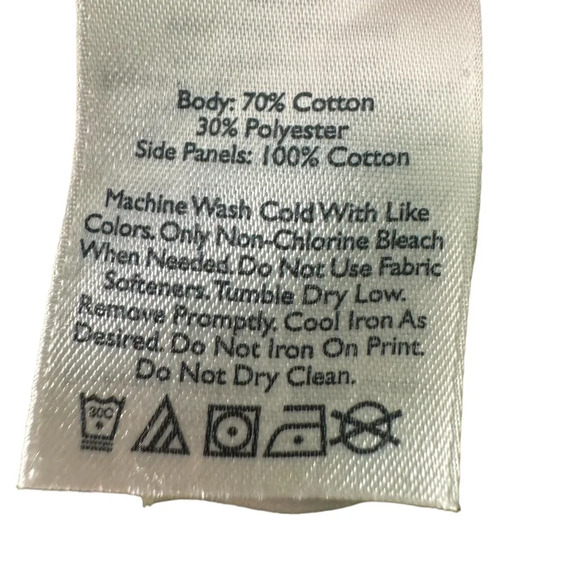 Body: 70% Cotton
30% Polyester
Side Panels: 100% Cotton
Machine Wash Cold With Like
Colors. Only Non-Chlorine Bleach
When Needed. Do Not Use Fabric
Softeners. Tumble Dry Low.
Remove Promptly. Cool Iron As
Desired. Do Not Iron On Print.
Do Not Dry Clean.
30C